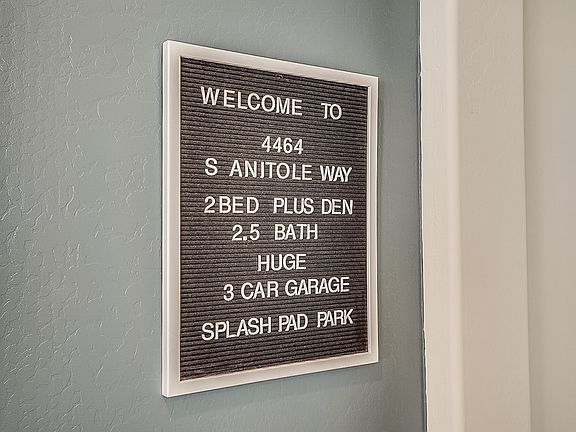 WELCOME TO
4464
S ANITOLE WAY
2BED PLUS DEN
2.5 BATH
HUGE
3 CAR GARAGE
SPLASH PAD PARK